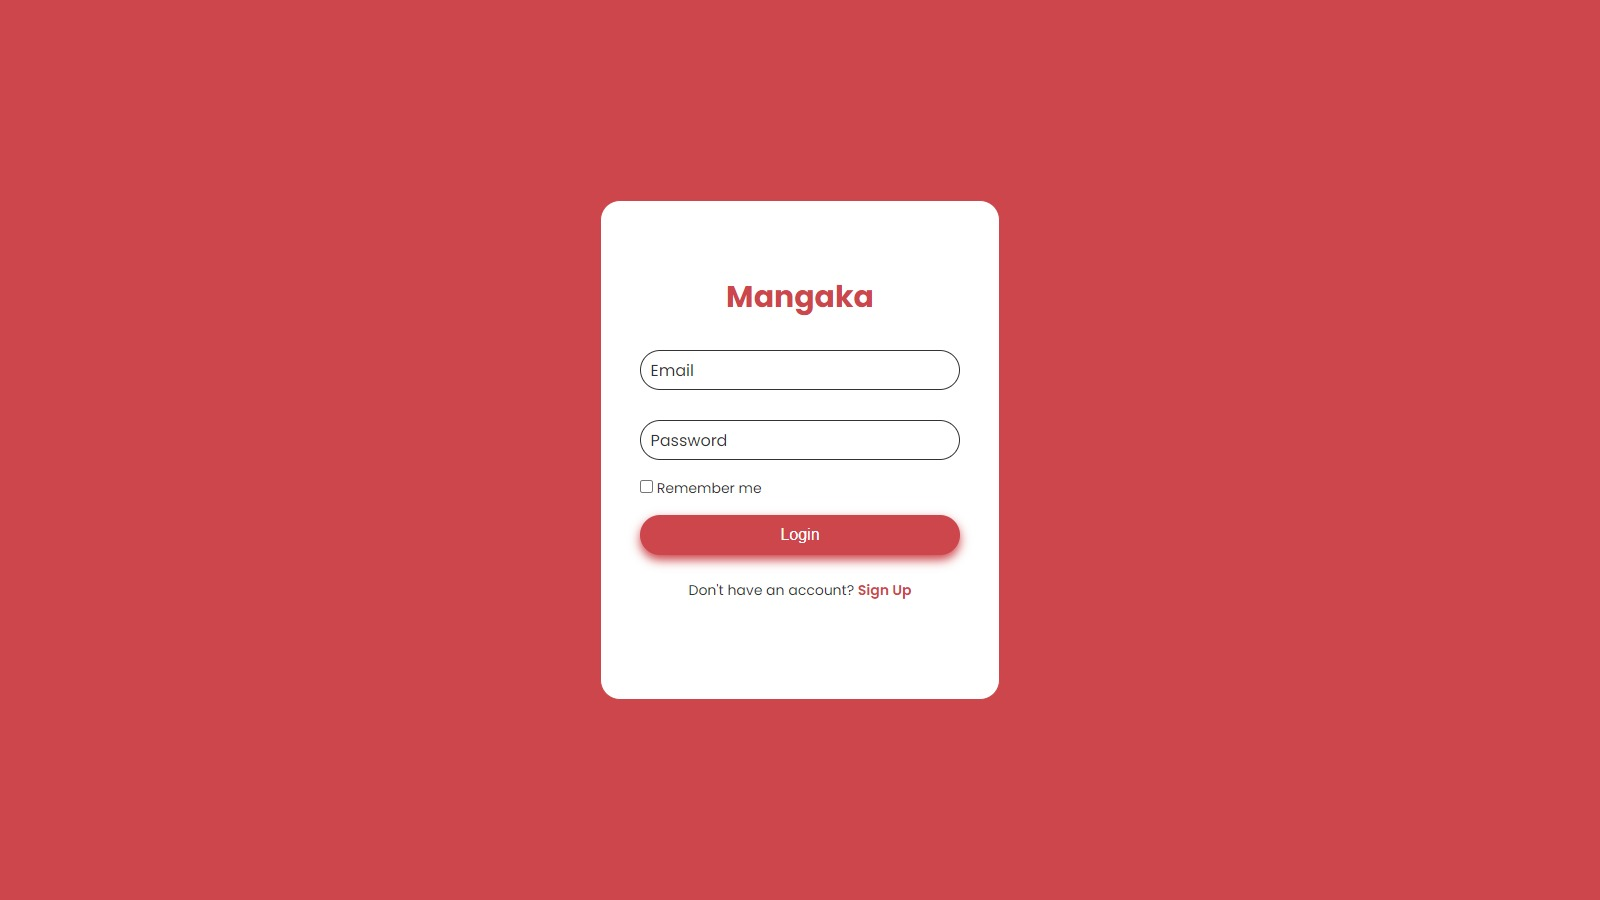 Mangaka
Email
Password
Remember me
Login
Don't have an account? Sign Up